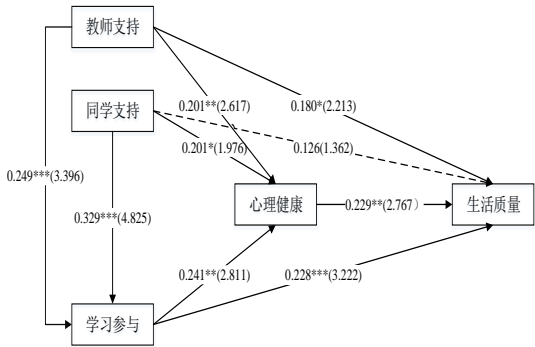 教师支持
0.201**(2.617)
0.180*(2.213)
同学支持
0.201*(1.976)
0.126(1.362)
0.249***(3.396)
0.329***(4.825)
心理健康
0.229**(2.767）
生活质量
0.241**(2.811)
0.228***(3.222)
学习参与